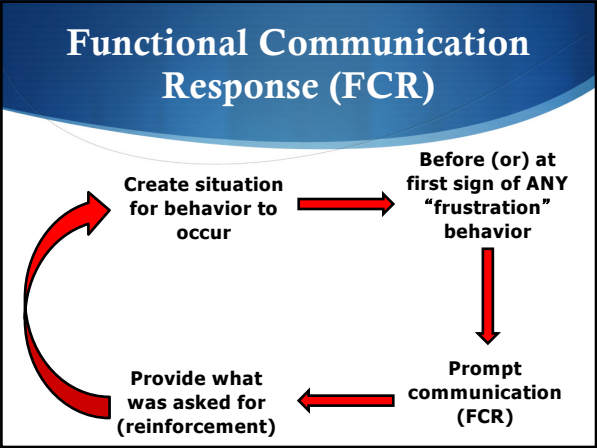 Functional Communication
Response (FCR)
Create situation
for behavior to
occur
Before (or) at
first sign of ANY
“frustration”
behavior
Prompt
communication
(FCR)
Provide what
was asked for
(reinforcement)